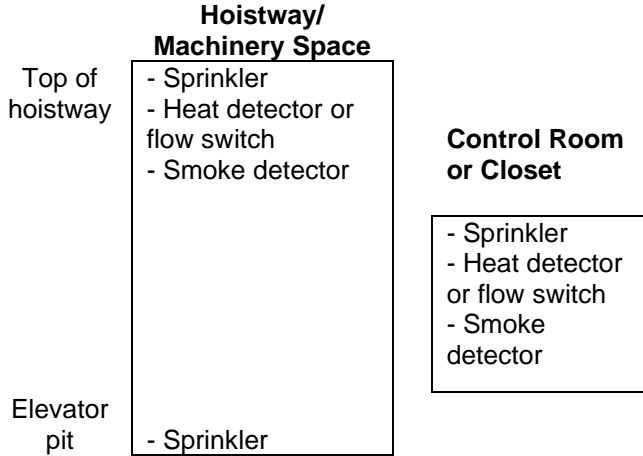 Hoistway/
Machinery Space
Top of
hoistway
- Sprinkler
- Heat detector or
flow switch
- Smoke detector
Control Room
or Closet
- Sprinkler
- Heat detector
or flow switch
- Smoke
detector
Elevator
pit
- Sprinkler